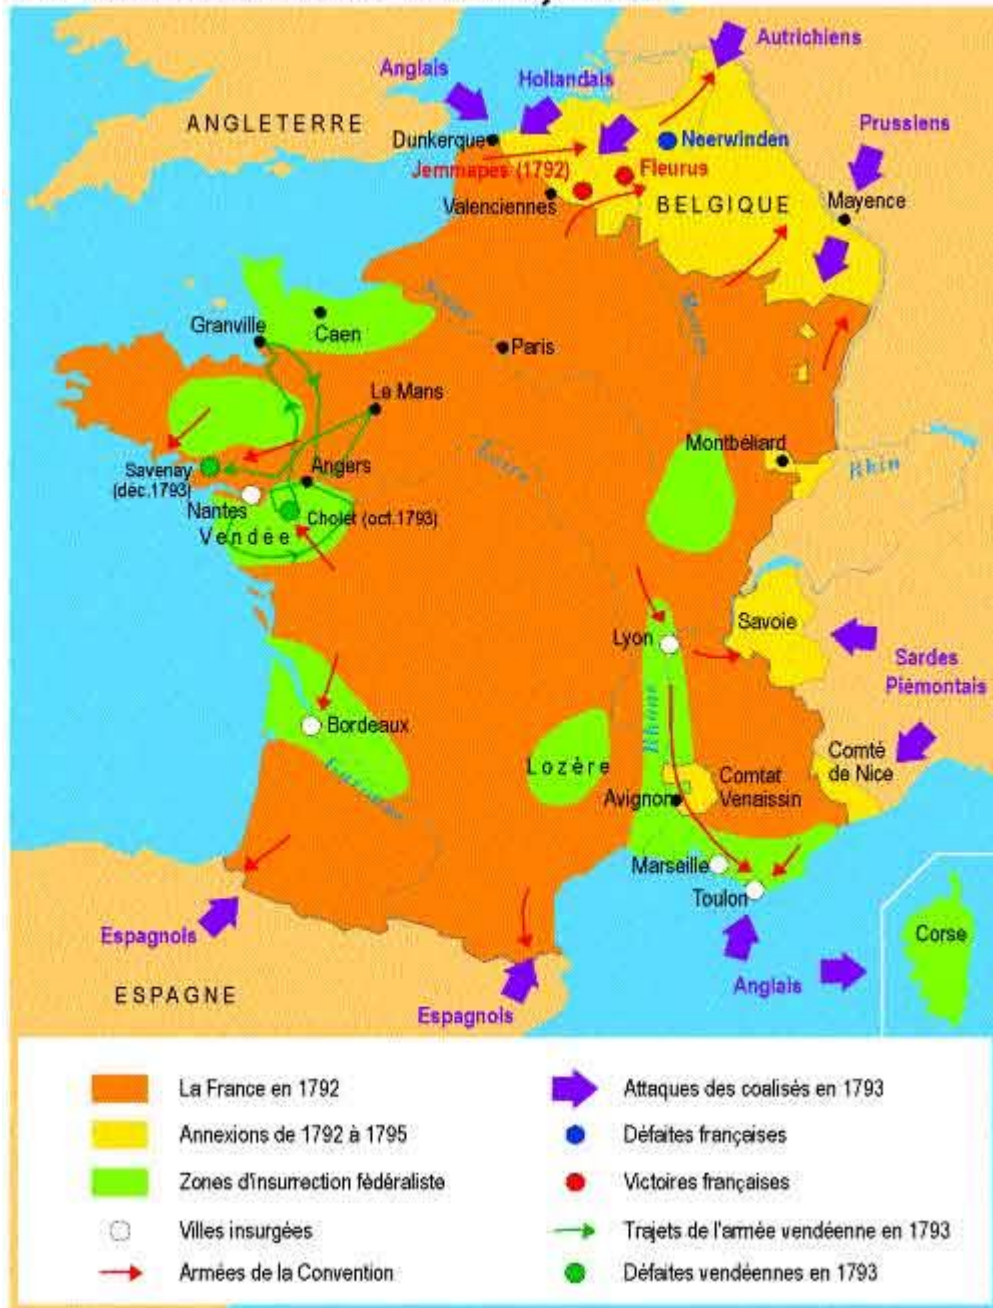 Autrichiens
Anglais
Hollandais
ANGLETERRE
Prussiens
Dunkerque
Neerwinden
Jemmapes (1792)
Fleurus
Mayence
Valenciennes
BELGIQUE
Granville
Caen
Seine
Meuse
Paris
Le Mans
Montbéliard
Rhin
Savenay
(déc.1793)
Angers
Loire
Nantes
Cholet (oct.1793)
Vendée
Savoie
Lyon
Sardes
Piémontais
Rhône
Bordeaux
Garonne
Lozère
Comté
de Nice
Comtat
Venaissin
Avignon
Marseille
Toulon
Corse
Espagnols
Anglais
ESPAGNE
Espagnols
La France en 1792
Annexions de 1792 à 1795
Zones d'insurrection fédéraliste
Villes insurgées
Armées de la Convention
Attaques des coalisés en 1793
Défaites françaises
Victoires françaises
Trajets de l'armée vendéenne en 1793
Défaites vendéennes en 1793